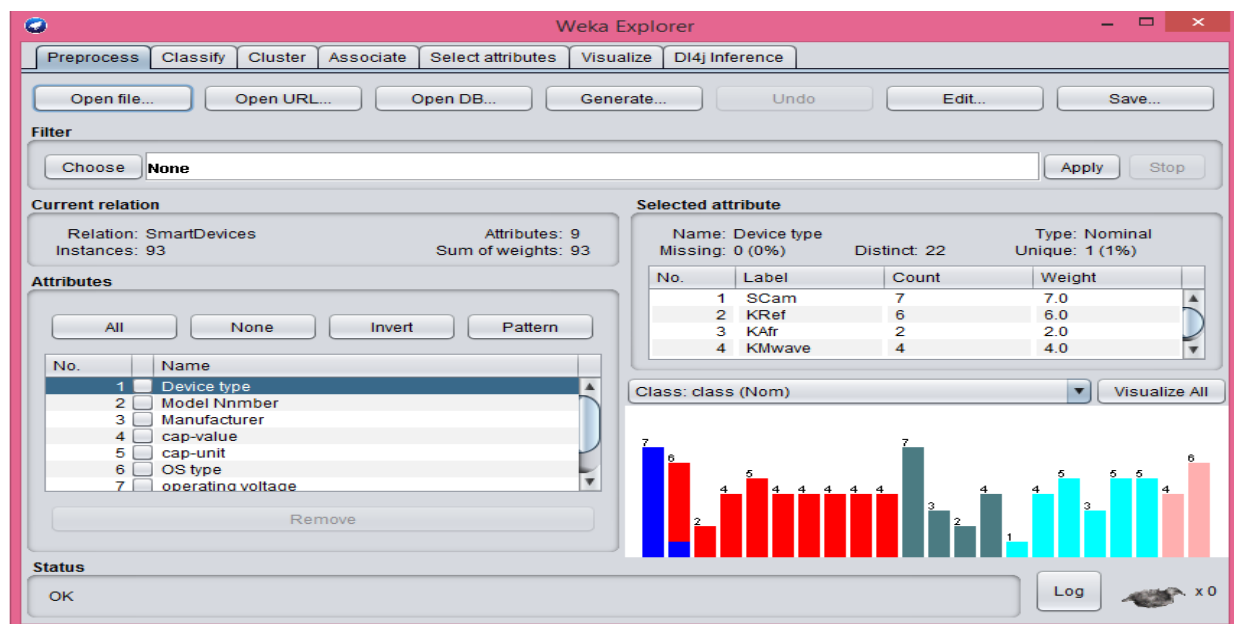 Weka Explorer
Preprocess Classify Cluster Associate Select attributes Visualize Dl4j Inference
Open file... Open URL... Open DB... Generate... Undo Edit... Save...
Filter
Choose None Apply Stop
Current relation
Relation: SmartDevices Attributes: 9
Instances: 93 Sum of weights: 93
Attributes
All None Invert Pattern
No. Name
1 Device type
2 Model Nnmber
3 Manufacturer
4 cap-value
5 cap-unit
6 OS type
7 operating voltage
Remove
Selected attribute
Name: Device type Type: Nominal
Missing: 0 (0%) Distinct: 22 Unique: 1 (1%)
No. Label Count Weight
1 SCam 7 7.0
2 KRef 6 6.0
3 KAfr 2 2.0
4 KMwave 4 4.0
Class: class (Nom) Visualize All
7 6 2 4 5 4 4 4 4 4 7 3 2 4 1 4 5 3 5 5 4 6
Status
OK Log x 0